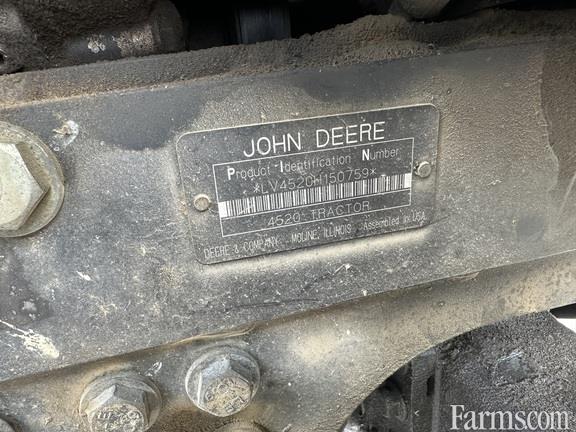 JOHN DEERE
Product Identification Number
*LV4520H150759*
4520 TRACTOR
DEERE & COMPANY MOLINE, ILLINOIS Assembled in USA
Farms.com